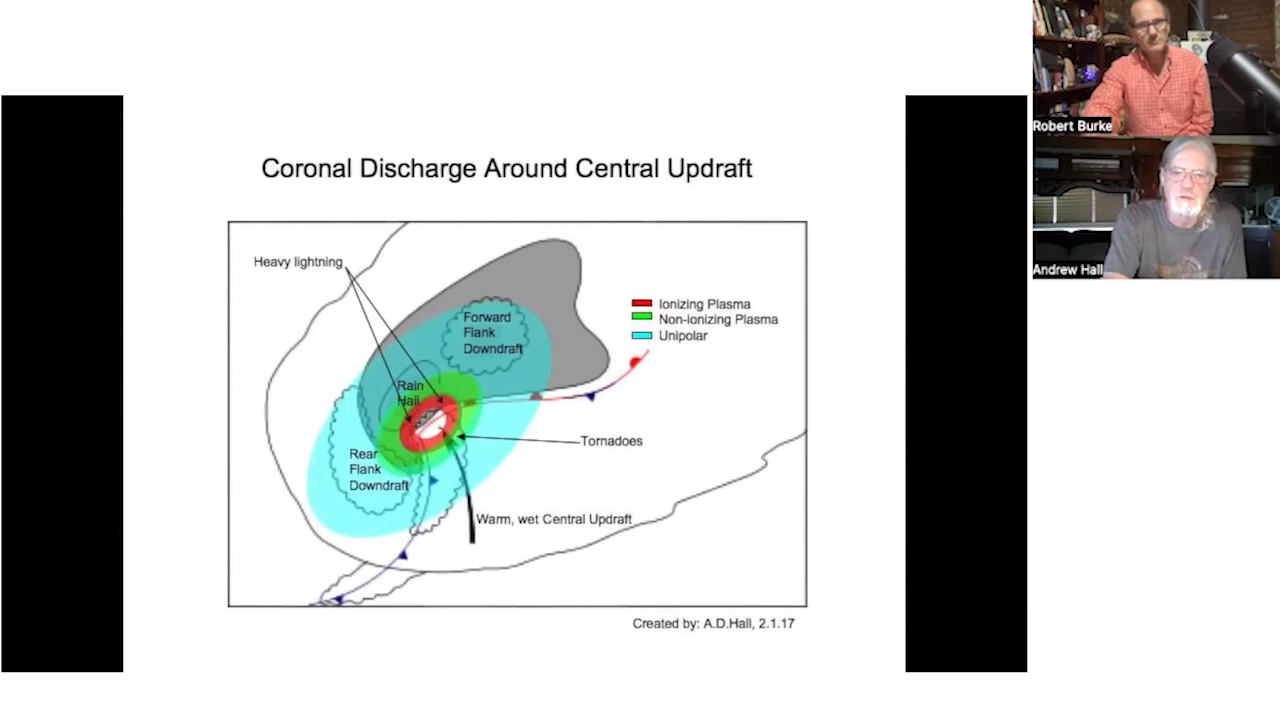 Coronal Discharge Around Central Updraft
Heavy lightning
Ionizing Plasma
Non-ionizing Plasma
Unipolar
Forward
Flank
Downdraft
Rain
Hail
Tornadoes
Rear
Flank
Downdraft
Warm, wet Central Updraft
Created by: A.D.Hall, 2.1.17
Robert Burke
Andrew Hall